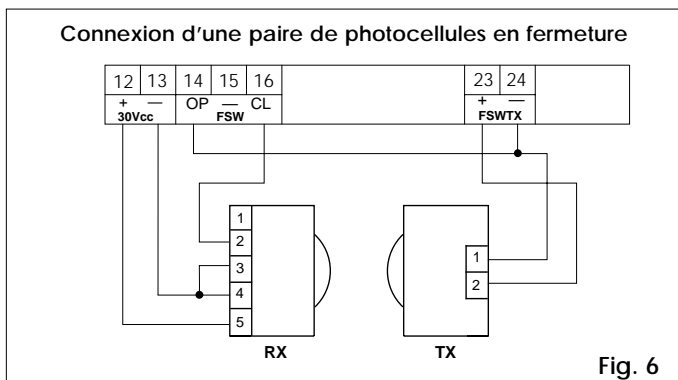 Connexion d'une paire de photocellules en fermeture
12 13 14 15 16 23 24
+ — OP — CL + —
30Vcc FSW FSWTX
1
2
3
4
5
1
2
RX TX
Fig. 6